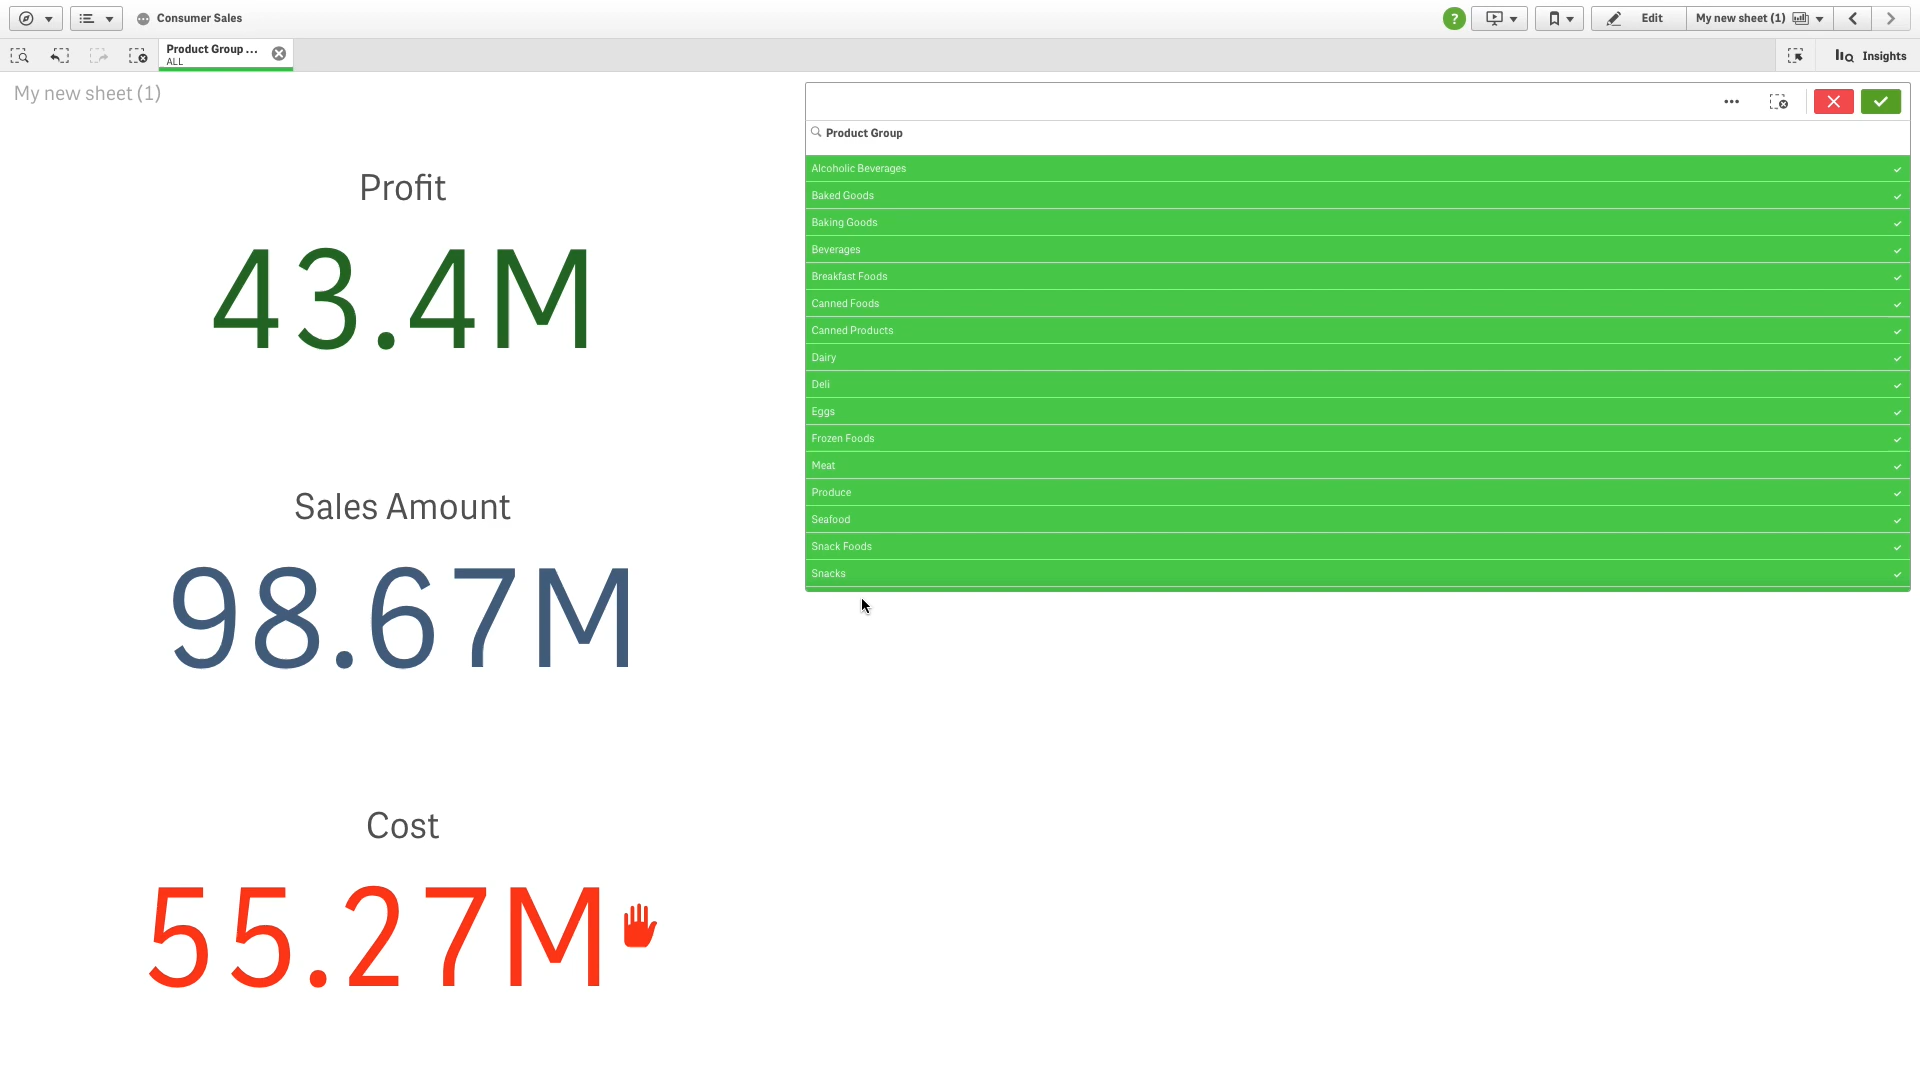 Consumer Sales
?
Edit
My new sheet (1)
Product Group ...
ALL
Insights
My new sheet (1)
Profit
43.4M
Sales Amount
98.67M
Cost
55.27M
Product Group
Alcoholic Beverages
Baked Goods
Baking Goods
Beverages
Breakfast Foods
Canned Foods
Canned Products
Dairy
Deli
Eggs
Frozen Foods
Meat
Produce
Seafood
Snack Foods
Snacks